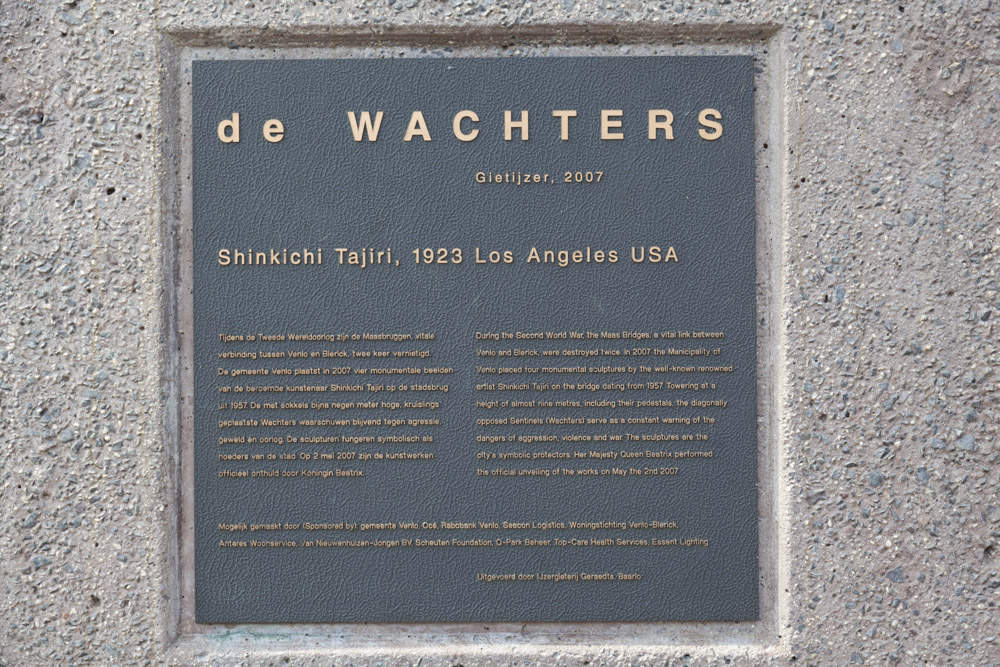 de WACHTERS
Gietijzer, 2007
Shinkichi Tajiri, 1923 Los Angeles USA
Tijdens de Tweede Wereldoorlog zijn de Maasbruggen, vitale
verbinding tussen Venlo en Blerick, twee keer vernietigd.
De gemeente Venlo plaatst in 2007 vier monumentale beelden
van de beroemde kunstenaar Shinkichi Tajiri op de stadsbrug
uit 1957. De met sokkels bijna negen meter hoge, kruislings
geplaatste Wachters waarschuwen blijvend tegen agressie,
geweld én oorlog. De sculpturen fungeren symbolisch als
hoeders van de stad. Op 2 mei 2007 zijn de kunstwerken
officieel onthuld door Koningin Beatrix.
During the Second World War, the Maas Bridges, a vital link between
Venlo and Blerick, were destroyed twice. In 2007 the Municipality of
Venlo placed four monumental sculptures by the well-known renowned
artist Shinkichi Tajiri on the bridge dating from 1957. Towering at a
height of almost nine metres, including their pedestals, the diagonally
opposed Sentinels (Wachters) serve as a constant warning of the
dangers of aggression, violence and war. The sculptures are the
city's symbolic protectors. Her Majesty Queen Beatrix performed
the official unveiling of the works on May the 2nd 2007
Mogelijk gemaakt door (Sponsored by): gemeente Venlo, Océ, Rabobank Venlo, Seacon Logistics, Woningstichting Venlo-Blerick,
Antares Woonservice, Van Nieuwenhuizen-Jongen BV, Scheuten Foundation, Q-Park Beheer, Top-Care Health Services, Essent Lighting
Uitgevoerd door IJzergieterij Geraedts, Baarlo